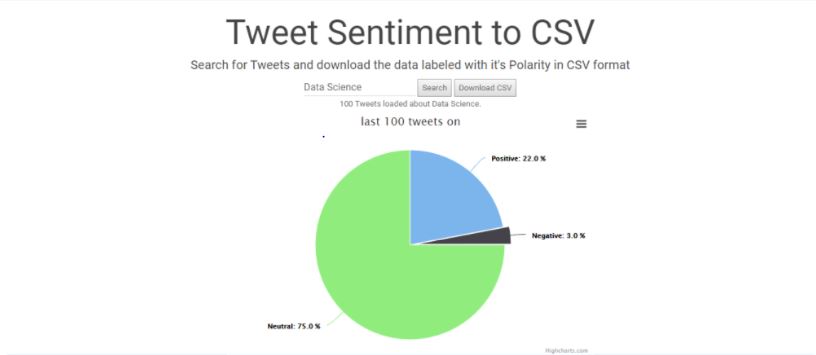 Tweet Sentiment to CSV
Search for Tweets and download the data labeled with it's Polarity in CSV format
Data Science Search Download CSV
100 Tweets loaded about Data Science.
last 100 tweets on
Positive: 22.0 %
Negative: 3.0 %
Neutral: 75.0 %
Highcharts.com